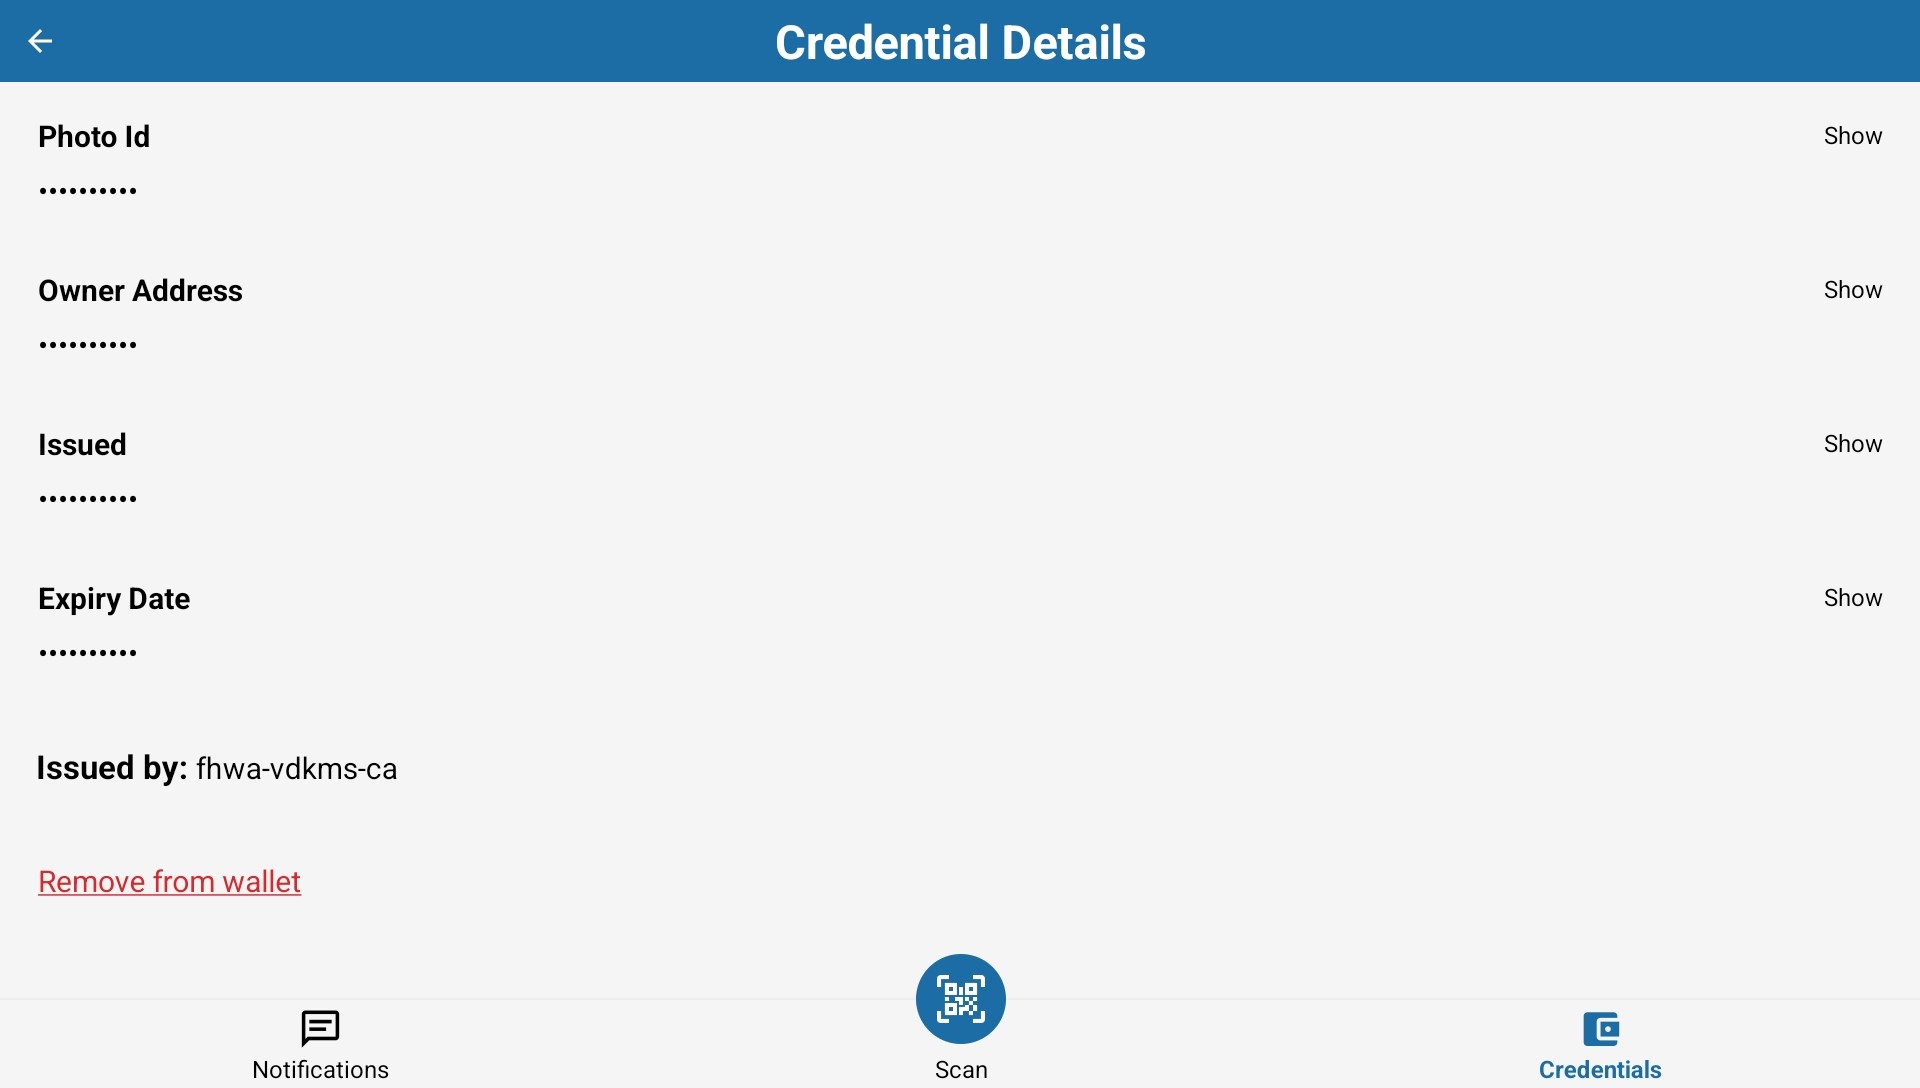 Credential Details
Photo Id
Show
••••••••••
Owner Address
Show
••••••••••
Issued
Show
••••••••••
Expiry Date
Show
••••••••••
Issued by: fhwa-vdkms-ca
Remove from wallet
Notifications
Scan
Credentials